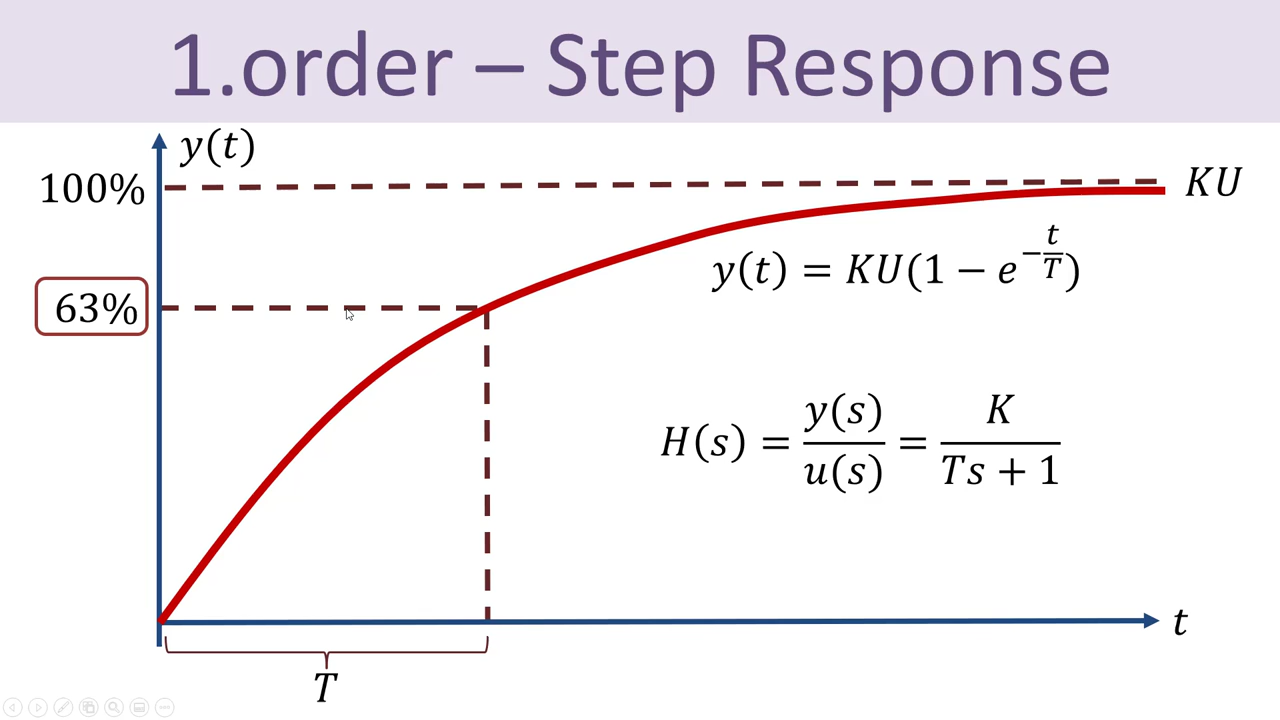 1.order – Step Response
y(t)
100%
KU
y(t) = KU(1 − e^{−t/T})
63%
H(s) = y(s)/u(s) = K/(Ts + 1)
t
T